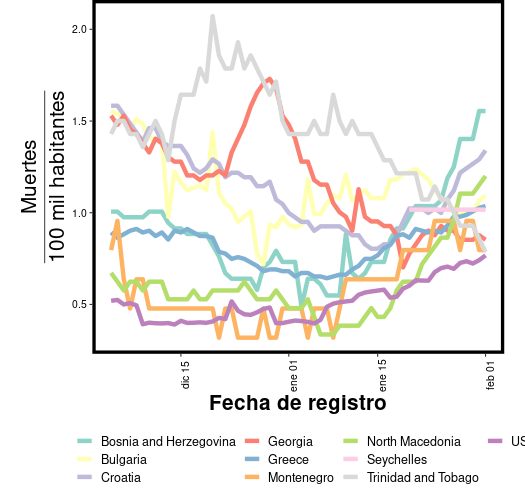 2.0
1.5
1.0
0.5
Muertes
100 mil habitantes
dic 15
ene 01
ene 15
feb 01
Fecha de registro
Bosnia and Herzegovina
Georgia
North Macedonia
US
Bulgaria
Greece
Seychelles
Croatia
Montenegro
Trinidad and Tobago